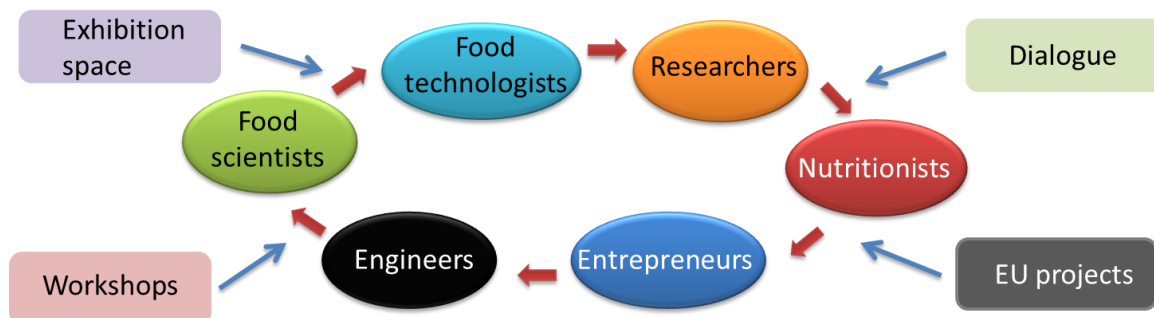 Exhibition
space
Food
technologists
Researchers
Dialogue
Food
scientists
Nutritionists
Workshops
Engineers
Entrepreneurs
EU projects